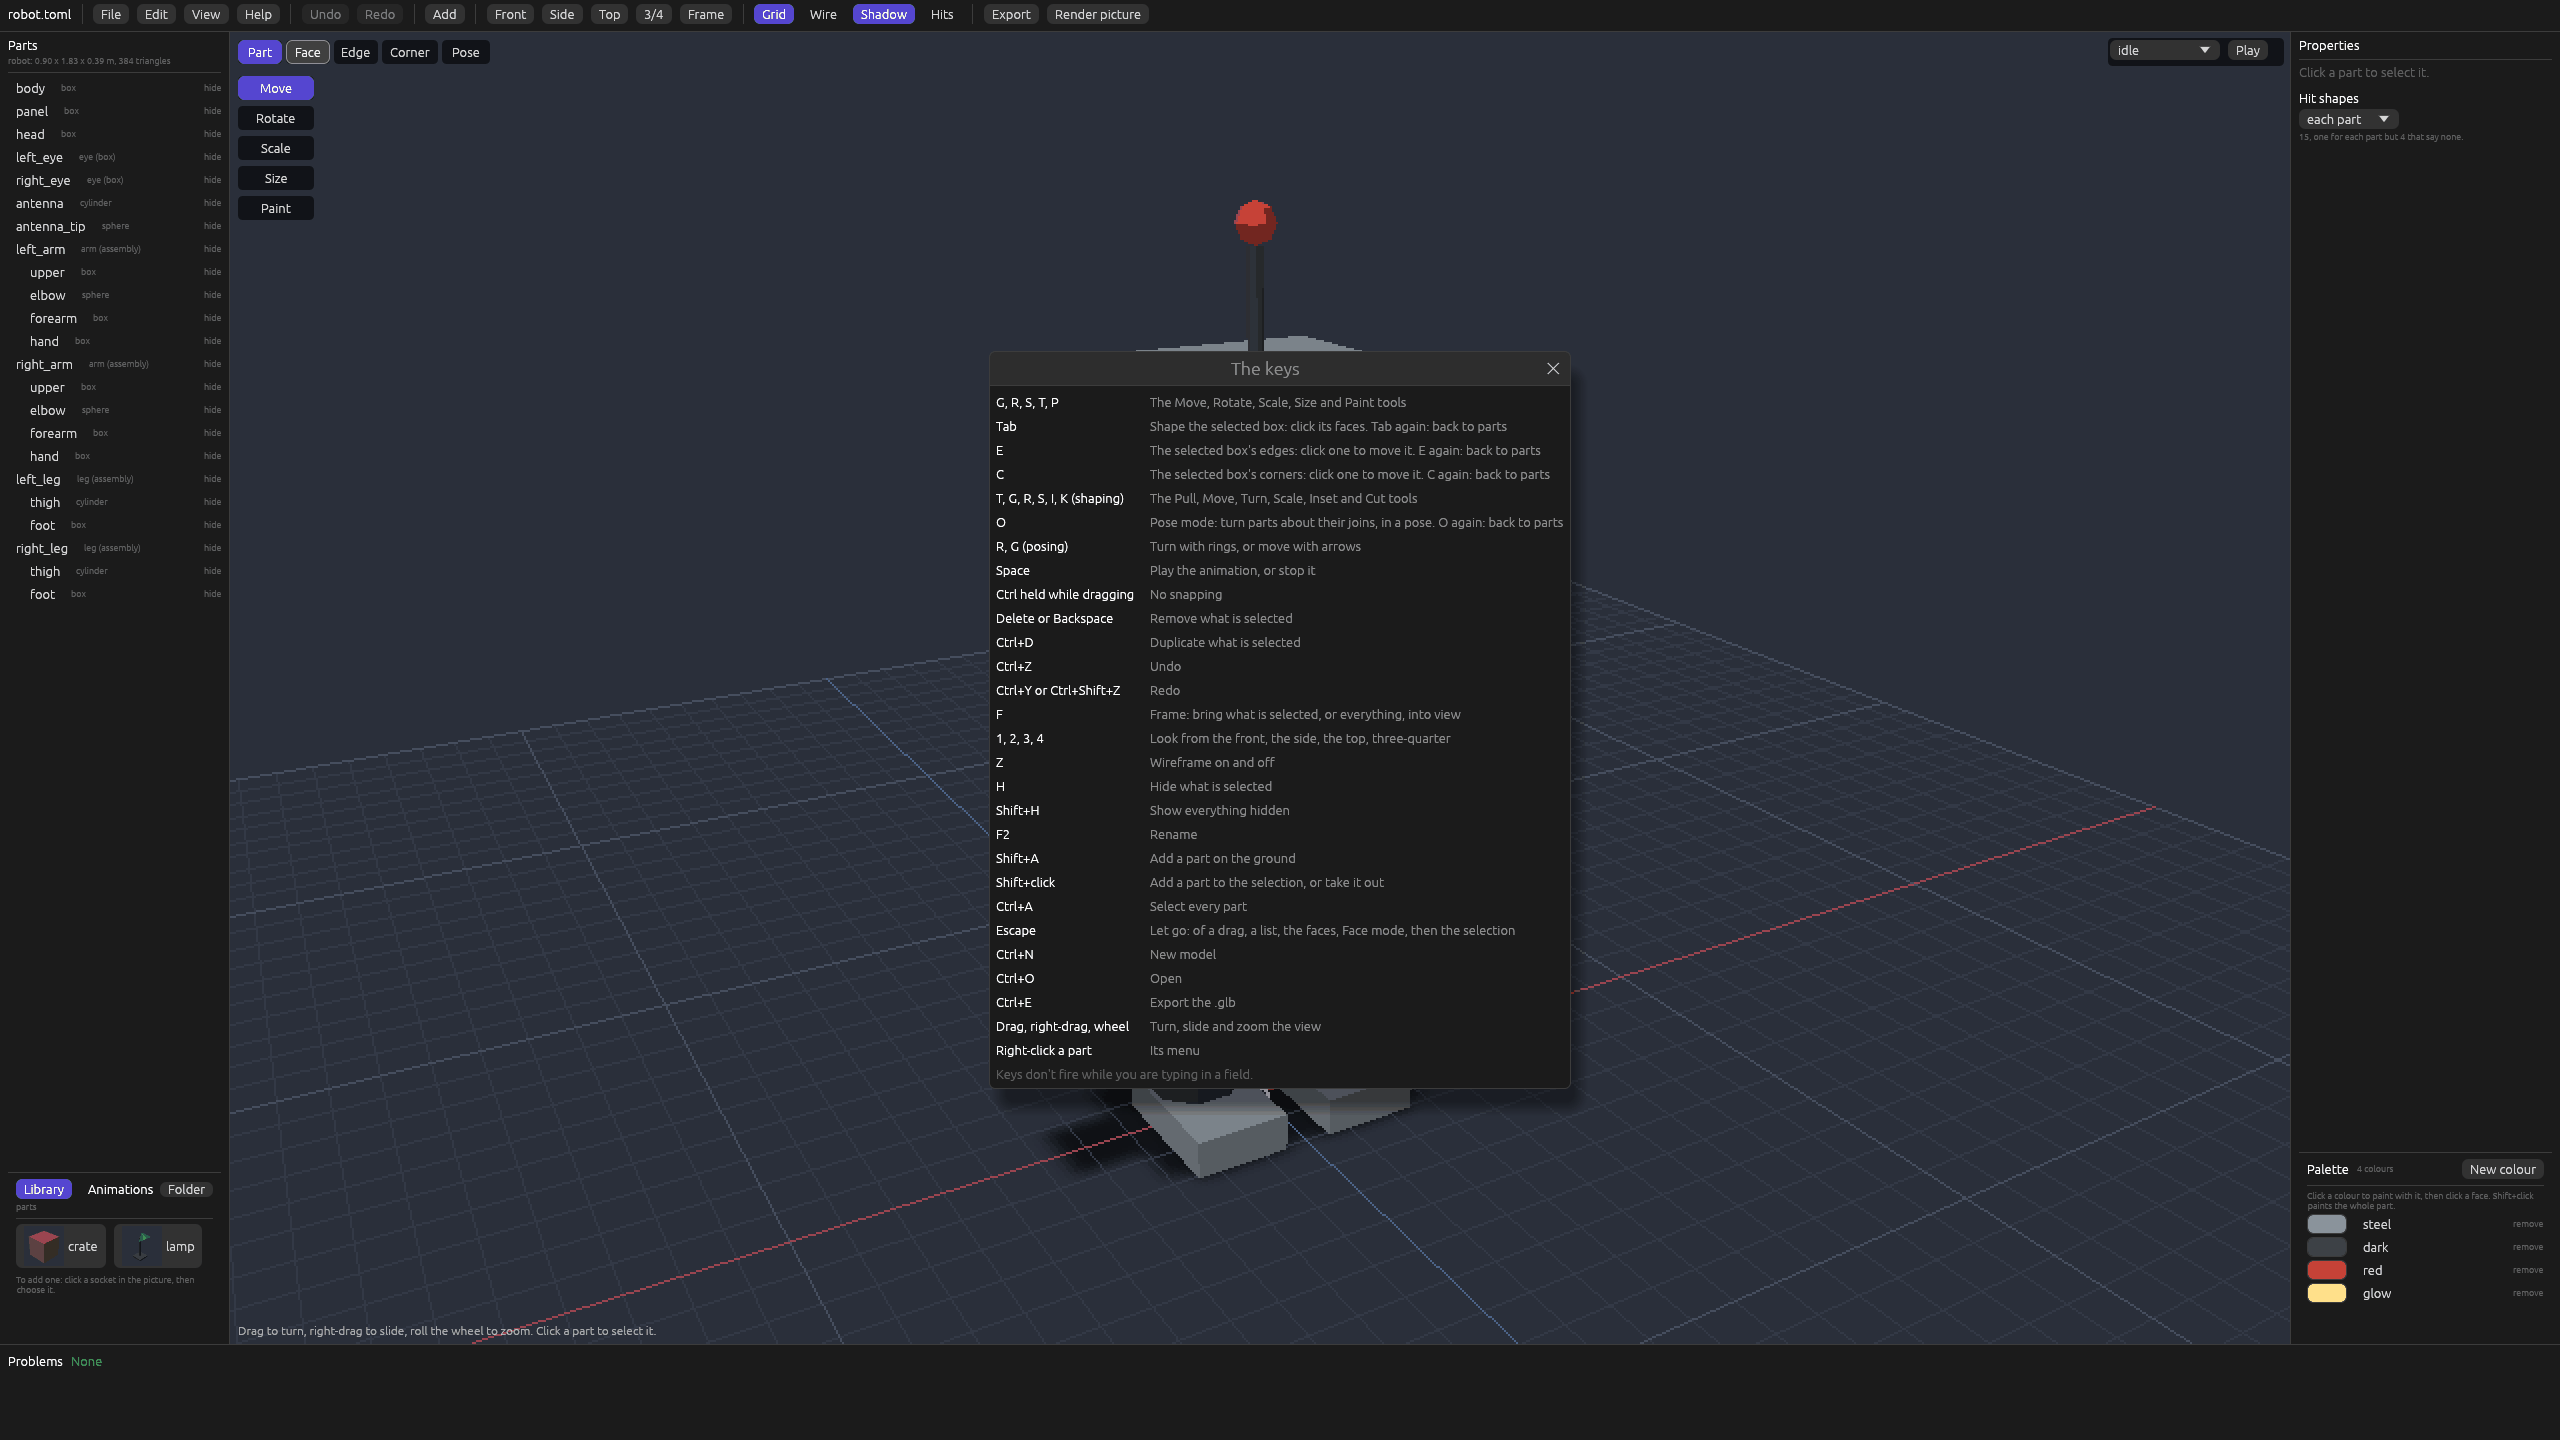 robot.toml File Edit View Help Undo Redo Add Front Side Top 3/4 Frame Grid Wire Shadow Hits Export Render picture
Parts
robot: 0.90 x 1.83 x 0.39 m, 384 triangles
body box hide
panel box hide
head box hide
left_eye eye (box) hide
right_eye eye (box) hide
antenna cylinder hide
antenna_tip sphere hide
left_arm arm (assembly) hide
upper box hide
elbow sphere hide
forearm box hide
hand box hide
right_arm arm (assembly) hide
upper box hide
elbow sphere hide
forearm box hide
hand box hide
left_leg leg (assembly) hide
thigh cylinder hide
foot box hide
right_leg leg (assembly) hide
thigh cylinder hide
foot box hide
Library Animations Folder
parts
crate lamp
To add one: click a socket in the picture, then
choose it.
Part Face Edge Corner Pose
Move
Rotate
Scale
Size
Paint
idle Play
The keys
G, R, S, T, P The Move, Rotate, Scale, Size and Paint tools
Tab Shape the selected box: click its faces. Tab again: back to parts
E The selected box's edges: click one to move it. E again: back to parts
C The selected box's corners: click one to move it. C again: back to parts
T, G, R, S, I, K (shaping) The Pull, Move, Turn, Scale, Inset and Cut tools
O Pose mode: turn parts about their joins, in a pose. O again: back to parts
R, G (posing) Turn with rings, or move with arrows
Space Play the animation, or stop it
Ctrl held while dragging No snapping
Delete or Backspace Remove what is selected
Ctrl+D Duplicate what is selected
Ctrl+Z Undo
Ctrl+Y or Ctrl+Shift+Z Redo
F Frame: bring what is selected, or everything, into view
1, 2, 3, 4 Look from the front, the side, the top, three-quarter
Z Wireframe on and off
H Hide what is selected
Shift+H Show everything hidden
F2 Rename
Shift+A Add a part on the ground
Shift+click Add a part to the selection, or take it out
Ctrl+A Select every part
Escape Let go: of a drag, a list, the faces, Face mode, then the selection
Ctrl+N New model
Ctrl+O Open
Ctrl+E Export the .glb
Drag, right-drag, wheel Turn, slide and zoom the view
Right-click a part Its menu
Keys don't fire while you are typing in a field.
Drag to turn, right-drag to slide, roll the wheel to zoom. Click a part to select it.
Properties
Click a part to select it.
Hit shapes
each part
15, one for each part but 4 that say none.
Palette 4 colours New colour
Click a colour to paint with it, then click a face. Shift+click
paints the whole part.
steel remove
dark remove
red remove
glow remove
Problems None